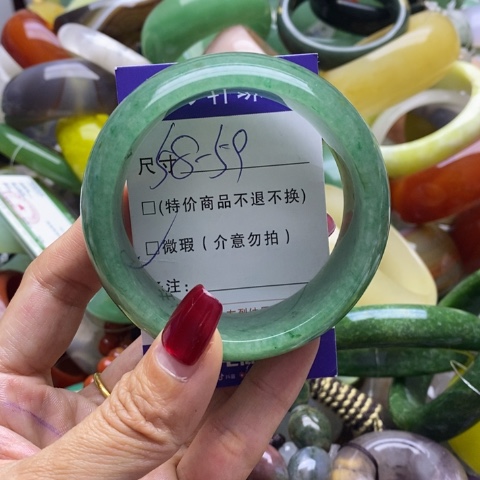 尺寸 58-59
□(特价商品不退不换)
□微瑕(介意勿拍)
注: